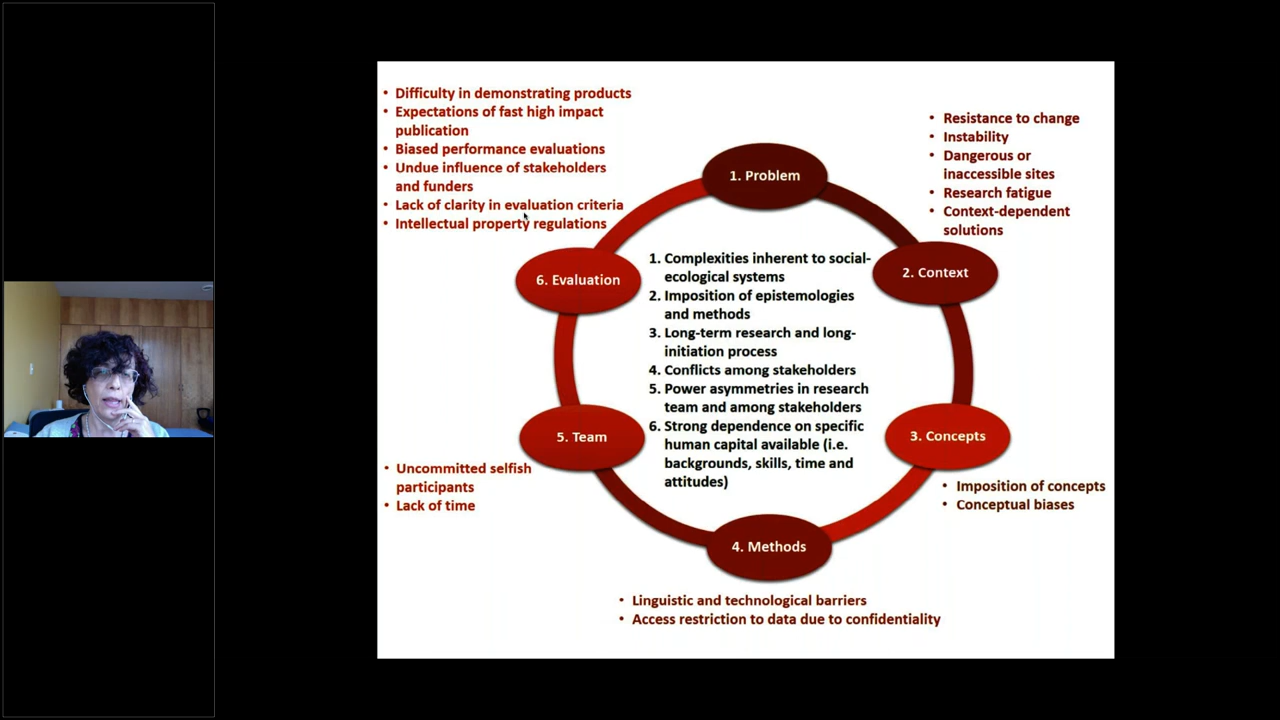 • Difficulty in demonstrating products
• Expectations of fast high impact
publication
• Biased performance evaluations
• Undue influence of stakeholders
and funders
• Lack of clarity in evaluation criteria
• Intellectual property regulations
1. Problem
• Resistance to change
• Instability
• Dangerous or
inaccessible sites
• Research fatigue
• Context-dependent
solutions
2. Context
6. Evaluation
1. Complexities inherent to social-
ecological systems
2. Imposition of epistemologies
and methods
3. Long-term research and long-
initiation process
4. Conflicts among stakeholders
5. Power asymmetries in research
team and among stakeholders
6. Strong dependence on specific
human capital available (i.e.
backgrounds, skills, time and
attitudes)
5. Team
• Uncommitted selfish
participants
• Lack of time
3. Concepts
• Imposition of concepts
• Conceptual biases
4. Methods
• Linguistic and technological barriers
• Access restriction to data due to confidentiality